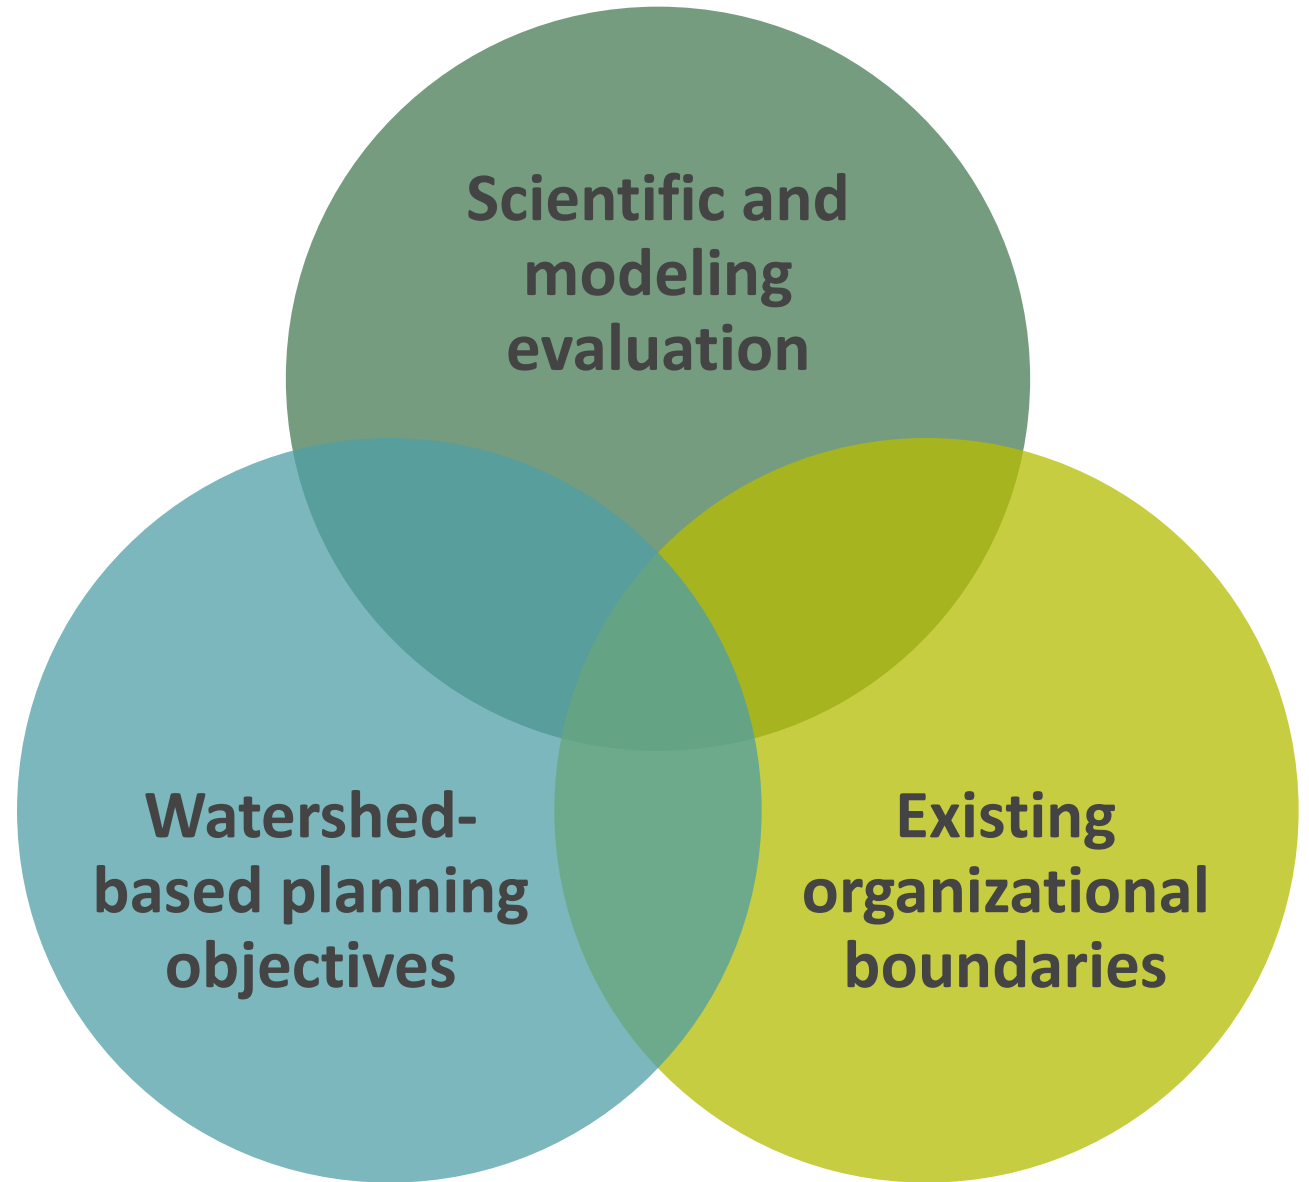 Scientific and
modeling
evaluation
Watershed-
based planning
objectives
Existing
organizational
boundaries